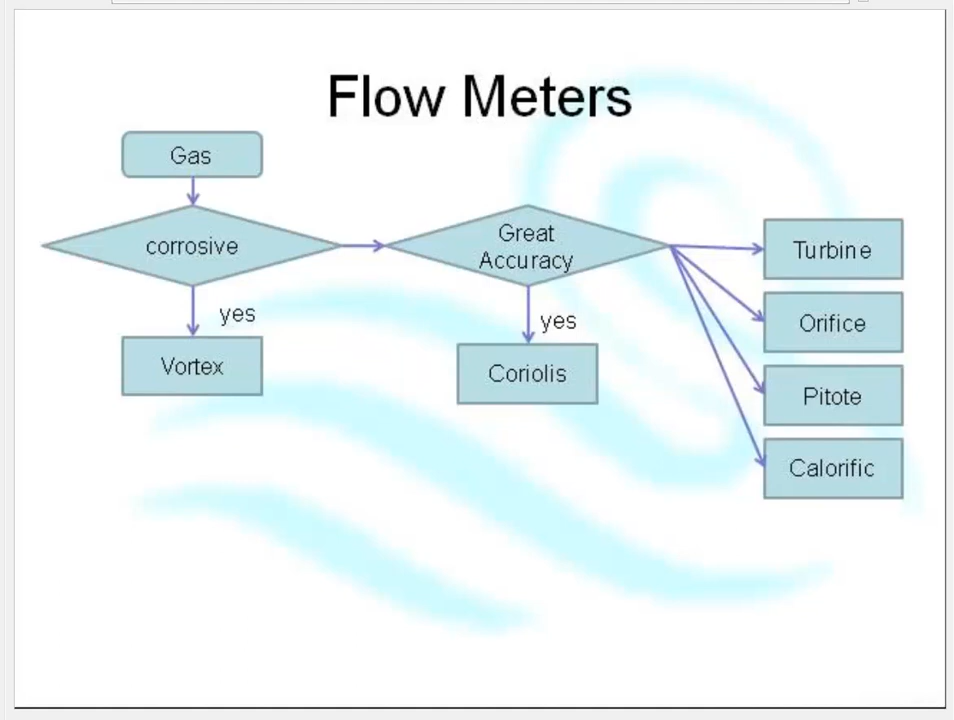 Flow Meters
Gas
corrosive
Great
Accuracy
yes
yes
Vortex
Coriolis
Turbine
Orifice
Pitote
Calorific